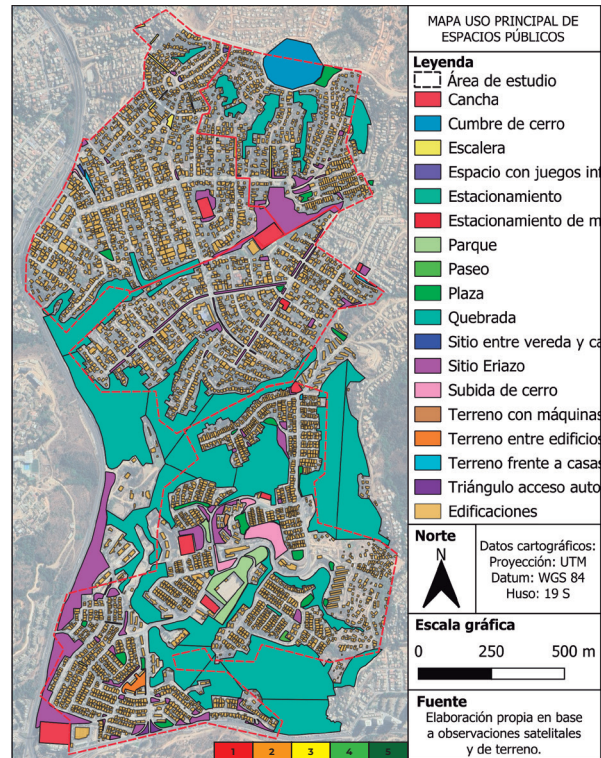 MAPA USO PRINCIPAL DE
ESPACIOS PÚBLICOS
Leyenda
Área de estudio
Cancha
Cumbre de cerro
Escalera
Espacio con juegos inf
Estacionamiento
Estacionamiento de m
Parque
Paseo
Plaza
Quebrada
Sitio entre vereda y ca
Sitio Eriazo
Subida de cerro
Terreno con máquinas
Terreno entre edificios
Terreno frente a casas
Triángulo acceso auto
Edificaciones
Norte
N
Datos cartográficos:
Proyección: UTM
Datum: WGS 84
Huso: 19 S
Escala gráfica
0 250 500 m
Fuente
Elaboración propia en base
a observaciones satelitales
y de terreno.
1 2 3 4 5